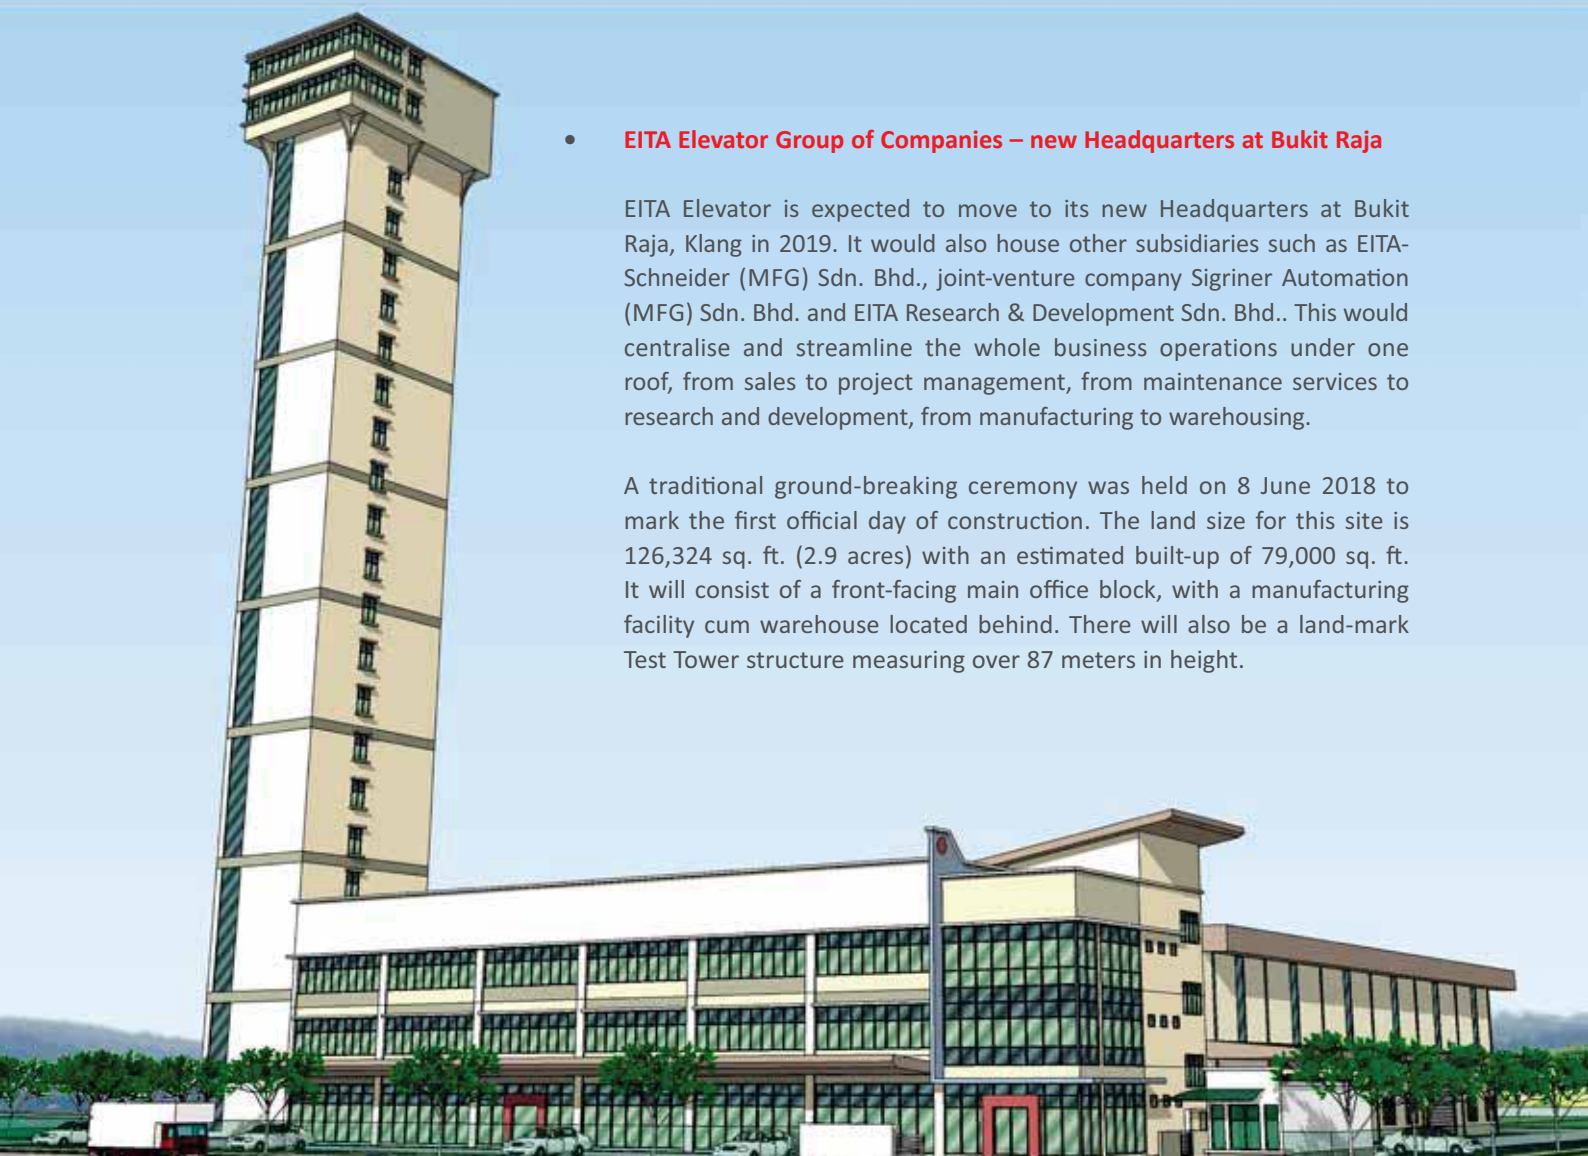 • EITA Elevator Group of Companies – new Headquarters at Bukit Raja
EITA Elevator is expected to move to its new Headquarters at Bukit
Raja, Klang in 2019. It would also house other subsidiaries such as EITA-
Schneider (MFG) Sdn. Bhd., joint-venture company Sigriner Automation
(MFG) Sdn. Bhd. and EITA Research & Development Sdn. Bhd.. This would
centralise and streamline the whole business operations under one
roof, from sales to project management, from maintenance services to
research and development, from manufacturing to warehousing.
A traditional ground-breaking ceremony was held on 8 June 2018 to
mark the first official day of construction. The land size for this site is
126,324 sq. ft. (2.9 acres) with an estimated built-up of 79,000 sq. ft.
It will consist of a front-facing main office block, with a manufacturing
facility cum warehouse located behind. There will also be a land-mark
Test Tower structure measuring over 87 meters in height.